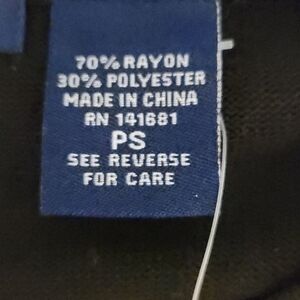 70% RAYON
30% POLYESTER
MADE IN CHINA
RN 141681
PS
SEE REVERSE
FOR CARE